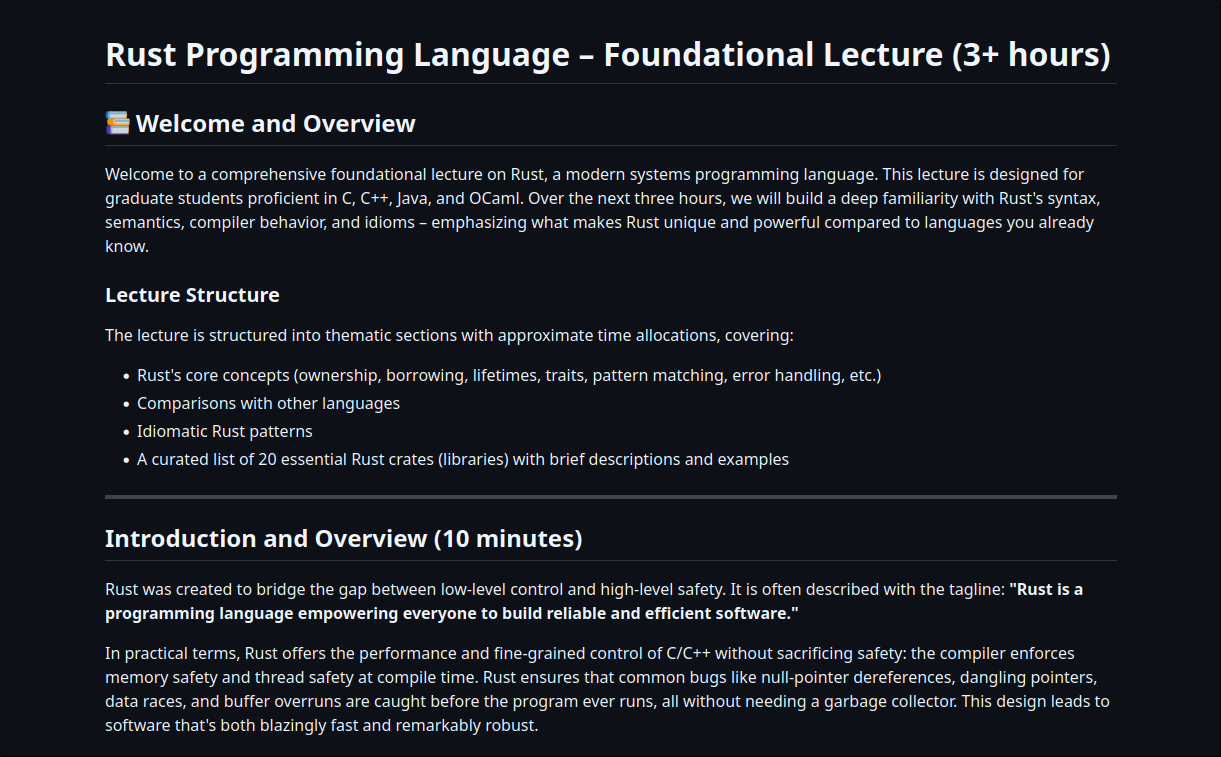 Rust Programming Language – Foundational Lecture (3+ hours)
📚 Welcome and Overview
Welcome to a comprehensive foundational lecture on Rust, a modern systems programming language. This lecture is designed for
graduate students proficient in C, C++, Java, and OCaml. Over the next three hours, we will build a deep familiarity with Rust's syntax,
semantics, compiler behavior, and idioms – emphasizing what makes Rust unique and powerful compared to languages you already
know.
Lecture Structure
The lecture is structured into thematic sections with approximate time allocations, covering:
• Rust's core concepts (ownership, borrowing, lifetimes, traits, pattern matching, error handling, etc.)
• Comparisons with other languages
• Idiomatic Rust patterns
• A curated list of 20 essential Rust crates (libraries) with brief descriptions and examples
Introduction and Overview (10 minutes)
Rust was created to bridge the gap between low-level control and high-level safety. It is often described with the tagline: "Rust is a
programming language empowering everyone to build reliable and efficient software."
In practical terms, Rust offers the performance and fine-grained control of C/C++ without sacrificing safety: the compiler enforces
memory safety and thread safety at compile time. Rust ensures that common bugs like null-pointer dereferences, dangling pointers,
data races, and buffer overruns are caught before the program ever runs, all without needing a garbage collector. This design leads to
software that's both blazingly fast and remarkably robust.